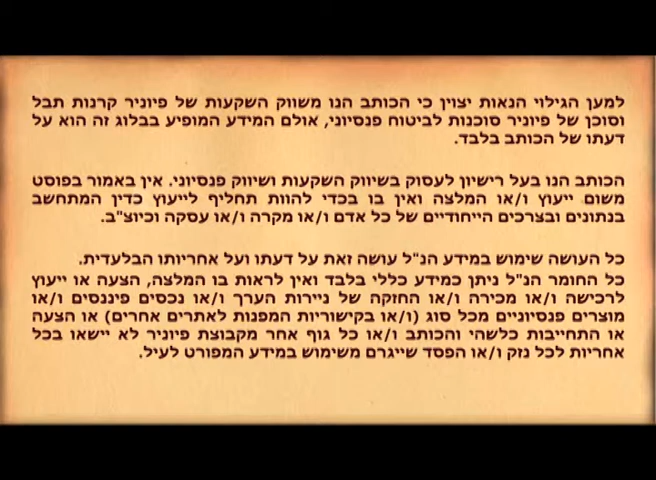 למען הגילוי הנאות יצוין כי הכותב הנו משווק השקעות של פיוניר קרנות תבל
וסוכן של פיוניר סוכנות לביטוח פנסיוני, אולם המידע המופיע בבלוג זה הוא על
דעתו של הכותב בלבד.
הכותב הנו בעל רישיון לעסוק בשיווק השקעות ושיווק פנסיוני. אין באמור בפוסט
משום ייעוץ ו/או המלצה ואין בו בכדי להוות תחליף לייעוץ כדין המתחשב
בנתונים ובצרכים הייחודיים של כל אדם ו/או מקרה ו/או עסקה וכיוצ"ב.
כל העושה שימוש במידע הנ"ל עושה זאת על דעתו ועל אחריותו הבלעדית.
כל החומר הנ"ל ניתן כמידע כללי בלבד ואין לראות בו המלצה, הצעה או ייעוץ
לרכישה ו/או מכירה ו/או החזקה של ניירות הערך ו/או נכסים פיננסים ו/או
מוצרים פנסיוניים מכל סוג (ו/או בקישוריות המפנות לאתרים אחרים) או הצעה
או התחייבות כלשהי והכותב ו/או כל גוף אחר מקבוצת פיוניר לא יישאו בכל
אחריות לכל נזק ו/או הפסד שייגרם משימוש במידע המפורט לעיל.